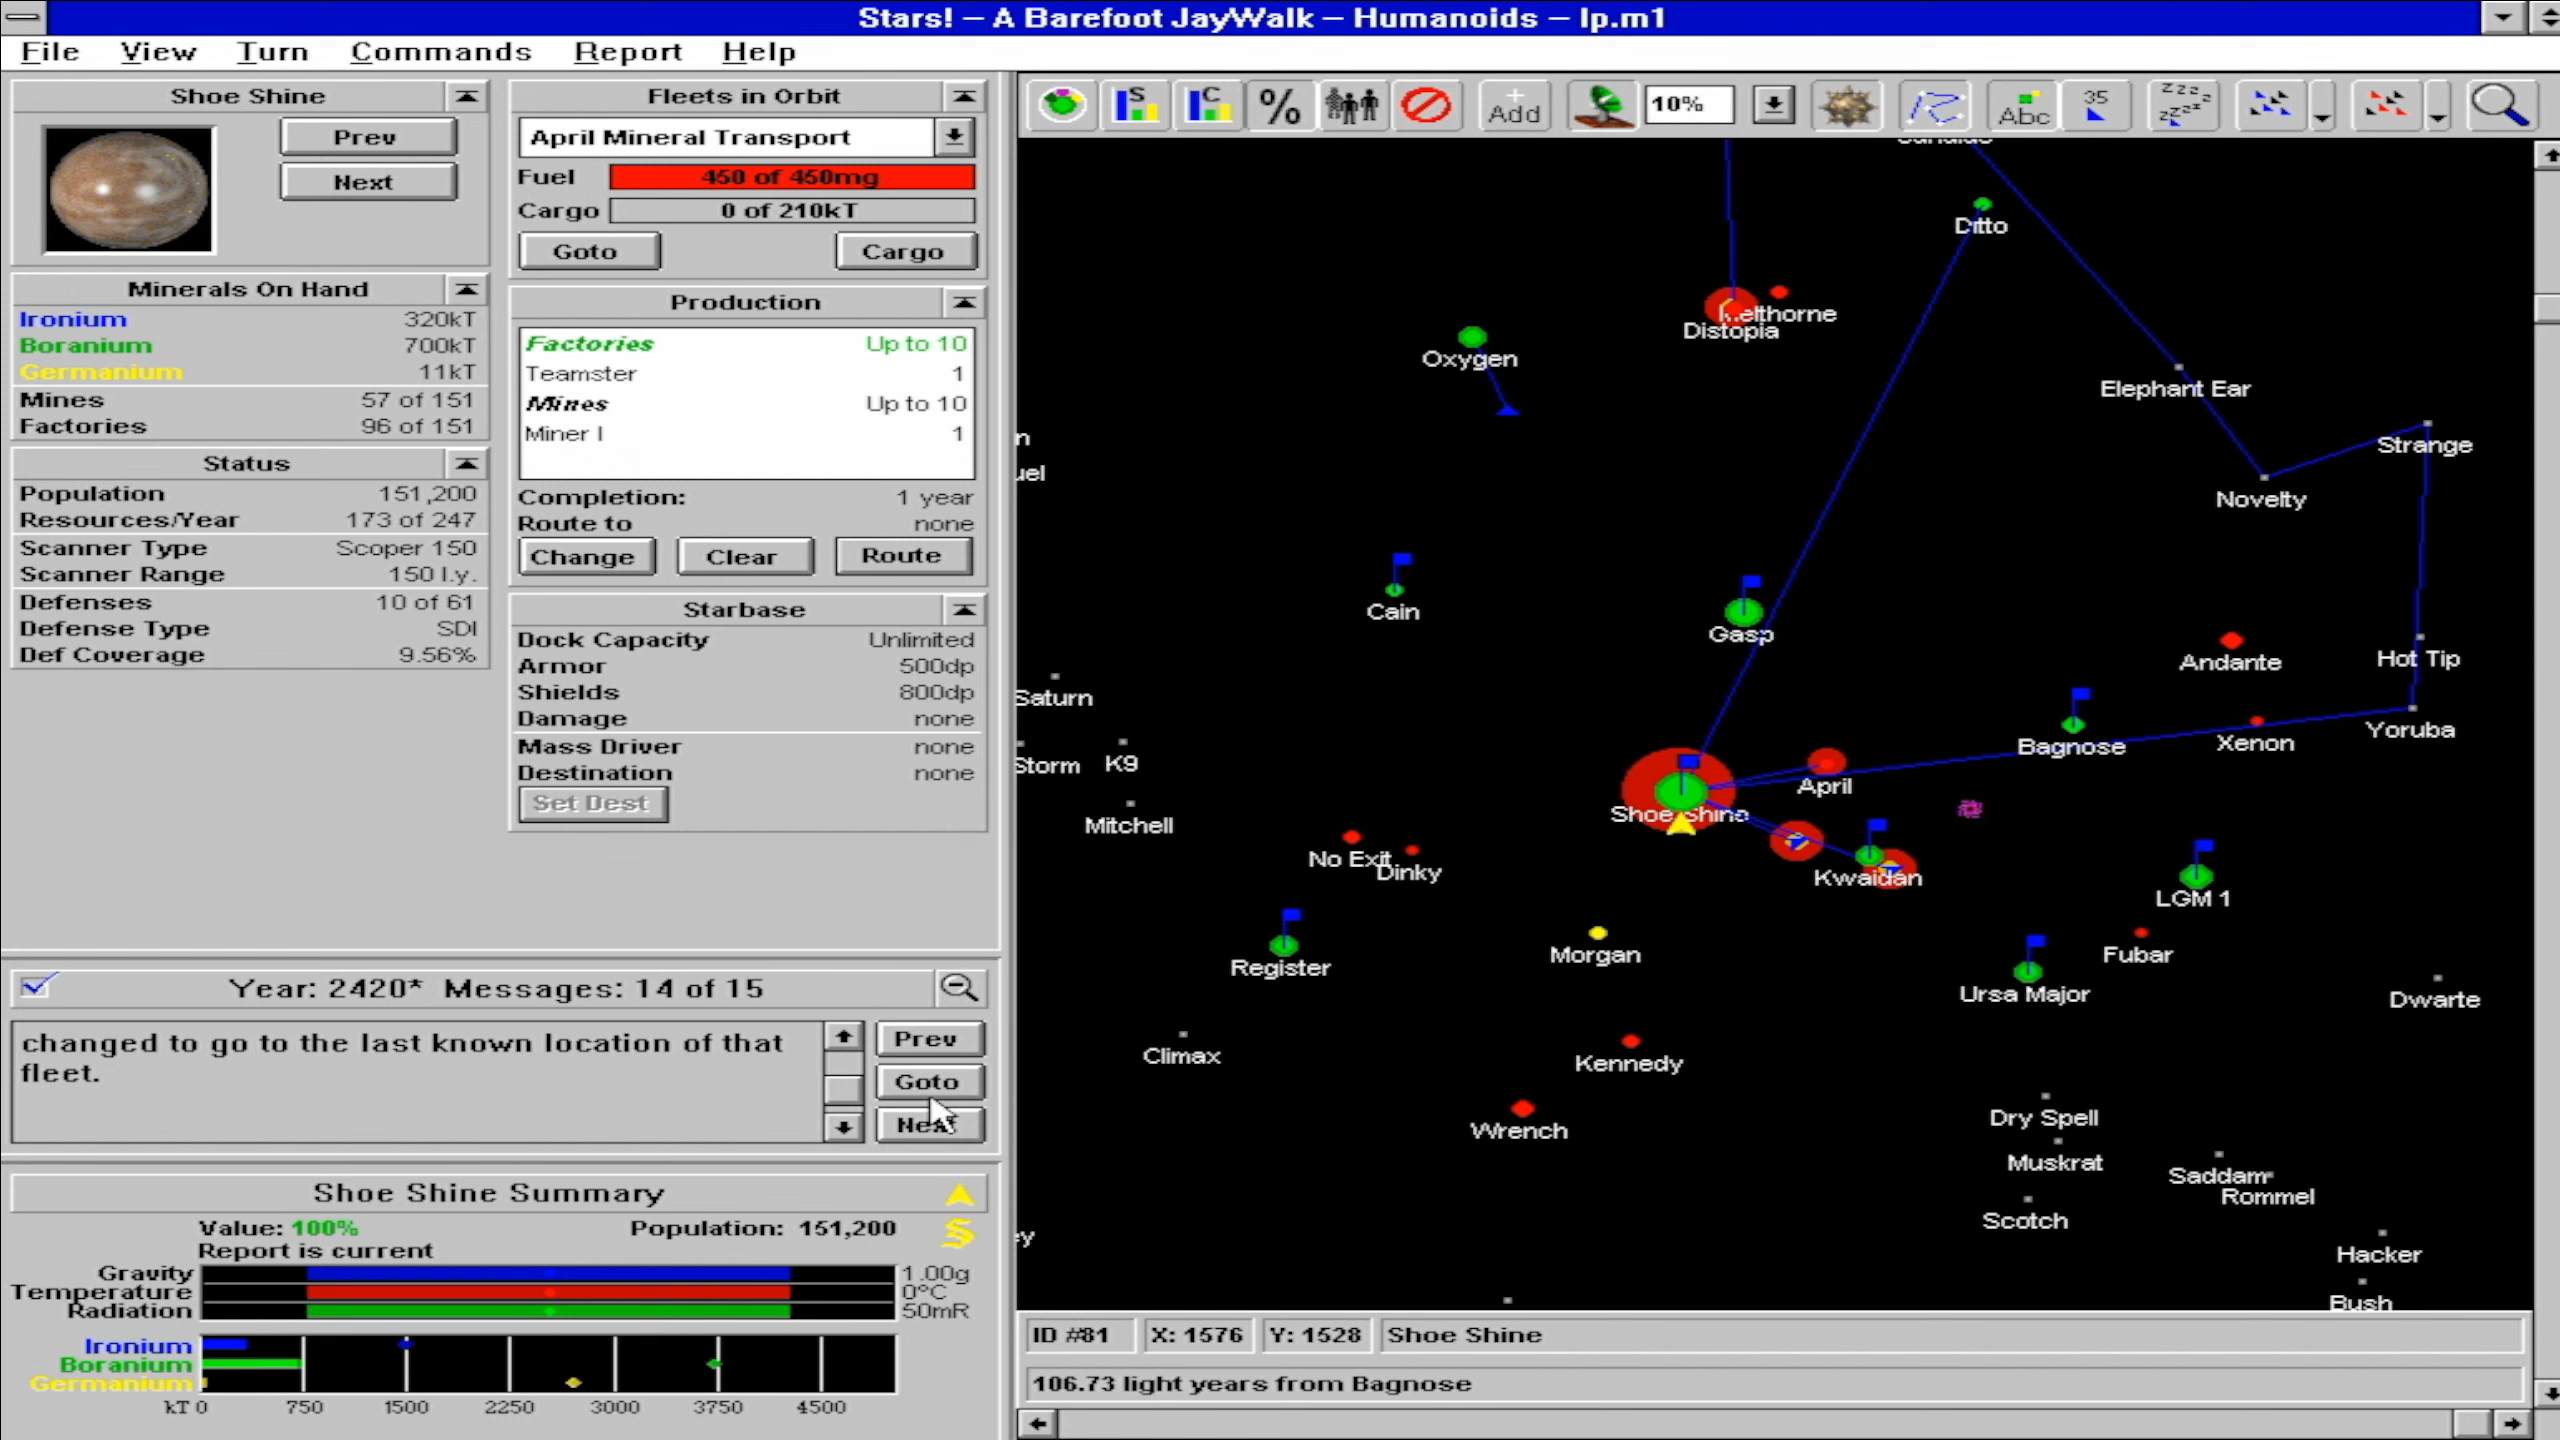 Stars! – A Barefoot JayWalk – Humanoids – lp.m1
File View Turn Commands Report Help
Shoe Shine
Prev
Next
Minerals On Hand
Ironium 320kT
Boranium 700kT
Germanium 11kT
Mines 57 of 151
Factories 96 of 151
Status
Population 151,200
Resources/Year 173 of 247
Scanner Type Scoper 150
Scanner Range 150 l.y.
Defenses 10 of 61
Defense Type SDI
Def Coverage 9.56%
Fleets in Orbit
April Mineral Transport
Fuel 450 of 450mg
Cargo 0 of 210kT
Goto Cargo
Production
Factories Up to 10
Teamster 1
Mines Up to 10
Miner I 1
Completion: 1 year
Route to none
Change Clear Route
Starbase
Dock Capacity Unlimited
Armor 500dp
Shields 800dp
Damage none
Mass Driver none
Destination none
Set Dest
Year: 2420* Messages: 14 of 15
changed to go to the last known location of that
fleet.
Prev
Goto
Next
Shoe Shine Summary
Value: 100% Population: 151,200
Report is current
Gravity 1.00g
Temperature 0°C
Radiation 50mR
Ironium
Boranium
Germanium
kT 0 750 1500 2250 3000 3750 4500
S C % Add 10% Abc 35 Zzzz zzzz
Ditto
Distopia
Oxygen
Elephant Ear
Strange
Novelty
Cain
Gasp
Andante
Hot Tip
Saturn
Bagnose
Xenon
Yoruba
Storm
K9
April
Shoe Shine
Mitchell
No Exit
Dinky
Kwaidan
LGM 1
Register
Morgan
Fubar
Ursa Major
Dwarte
Climax
Kennedy
Wrench
Dry Spell
Muskrat
Saddam
Rommel
Scotch
Hacker
Bush
ID #81 X: 1576 Y: 1528 Shoe Shine
106.73 light years from Bagnose